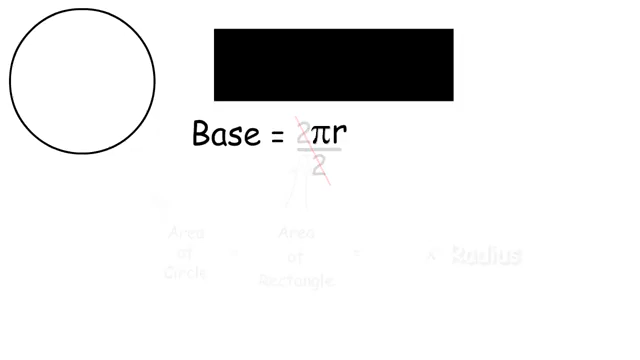 Base = 2πr
2
Area Area
of of
Circle = Rectangle = x Radius